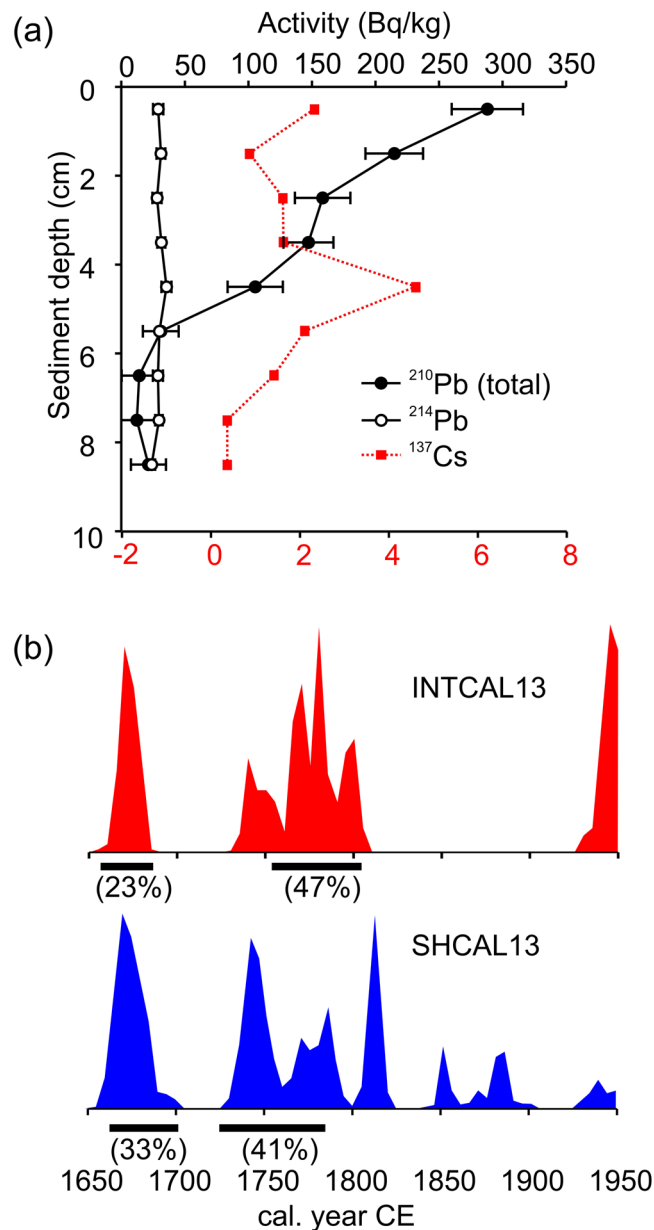 (a)
Activity (Bq/kg)
0 50 100 150 200 250 300 350
Sediment depth (cm)
0
2
4
6
8
10
²¹⁰Pb (total)
²¹⁴Pb
¹³⁷Cs
-2 0 2 4 6 8
(b)
INTCAL13
(23%) (47%)
SHCAL13
(33%) (41%)
1650 1700 1750 1800 1850 1900 1950
cal. year CE